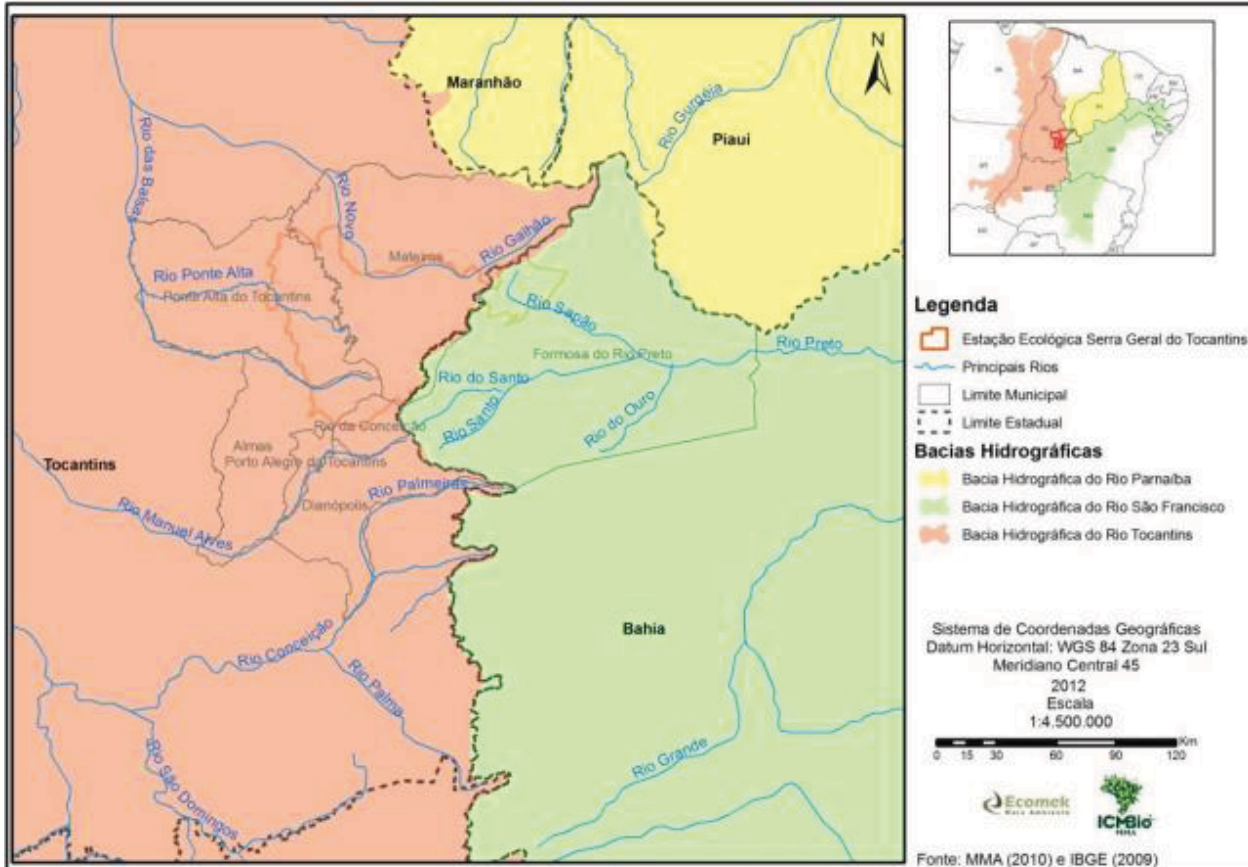 Maranhão
Piaui
Rio Gurgéia
N
Rio das Balsas
Rio Novo
Rio Galhão
Mateiros
Rio Ponte Alta
Ponte Alta do Tocantins
Rio Sapão
Rio Preto
Formosa do Rio Preto
Rio do Santo
Rio Santo
Rio do Ouro
Rio da Conceição
Almas
Porto Alegre do Tocantins
Tocantins
Rio Palmeiras
Dianópolis
Rio Manuel Alves
Bahia
Rio Conceição
Rio Palma
Rio Grande
Rio São Domingos
Legenda
Estação Ecológica Serra Geral do Tocantins
Principais Rios
Limite Municipal
Limite Estadual
Bacias Hidrográficas
Bacia Hidrográfica do Rio Parnaíba
Bacia Hidrográfica do Rio São Francisco
Bacia Hidrográfica do Rio Tocantins
Sistema de Coordenadas Geográficas
Datum Horizontal: WGS 84 Zona 23 Sul
Meridiano Central 45
2012
Escala
1:4.500.000
Km
0 15 30 60 90 120
Ecomek
Meio Ambiente
ICMBio
MMA
Fonte: MMA (2010) e IBGE (2009)